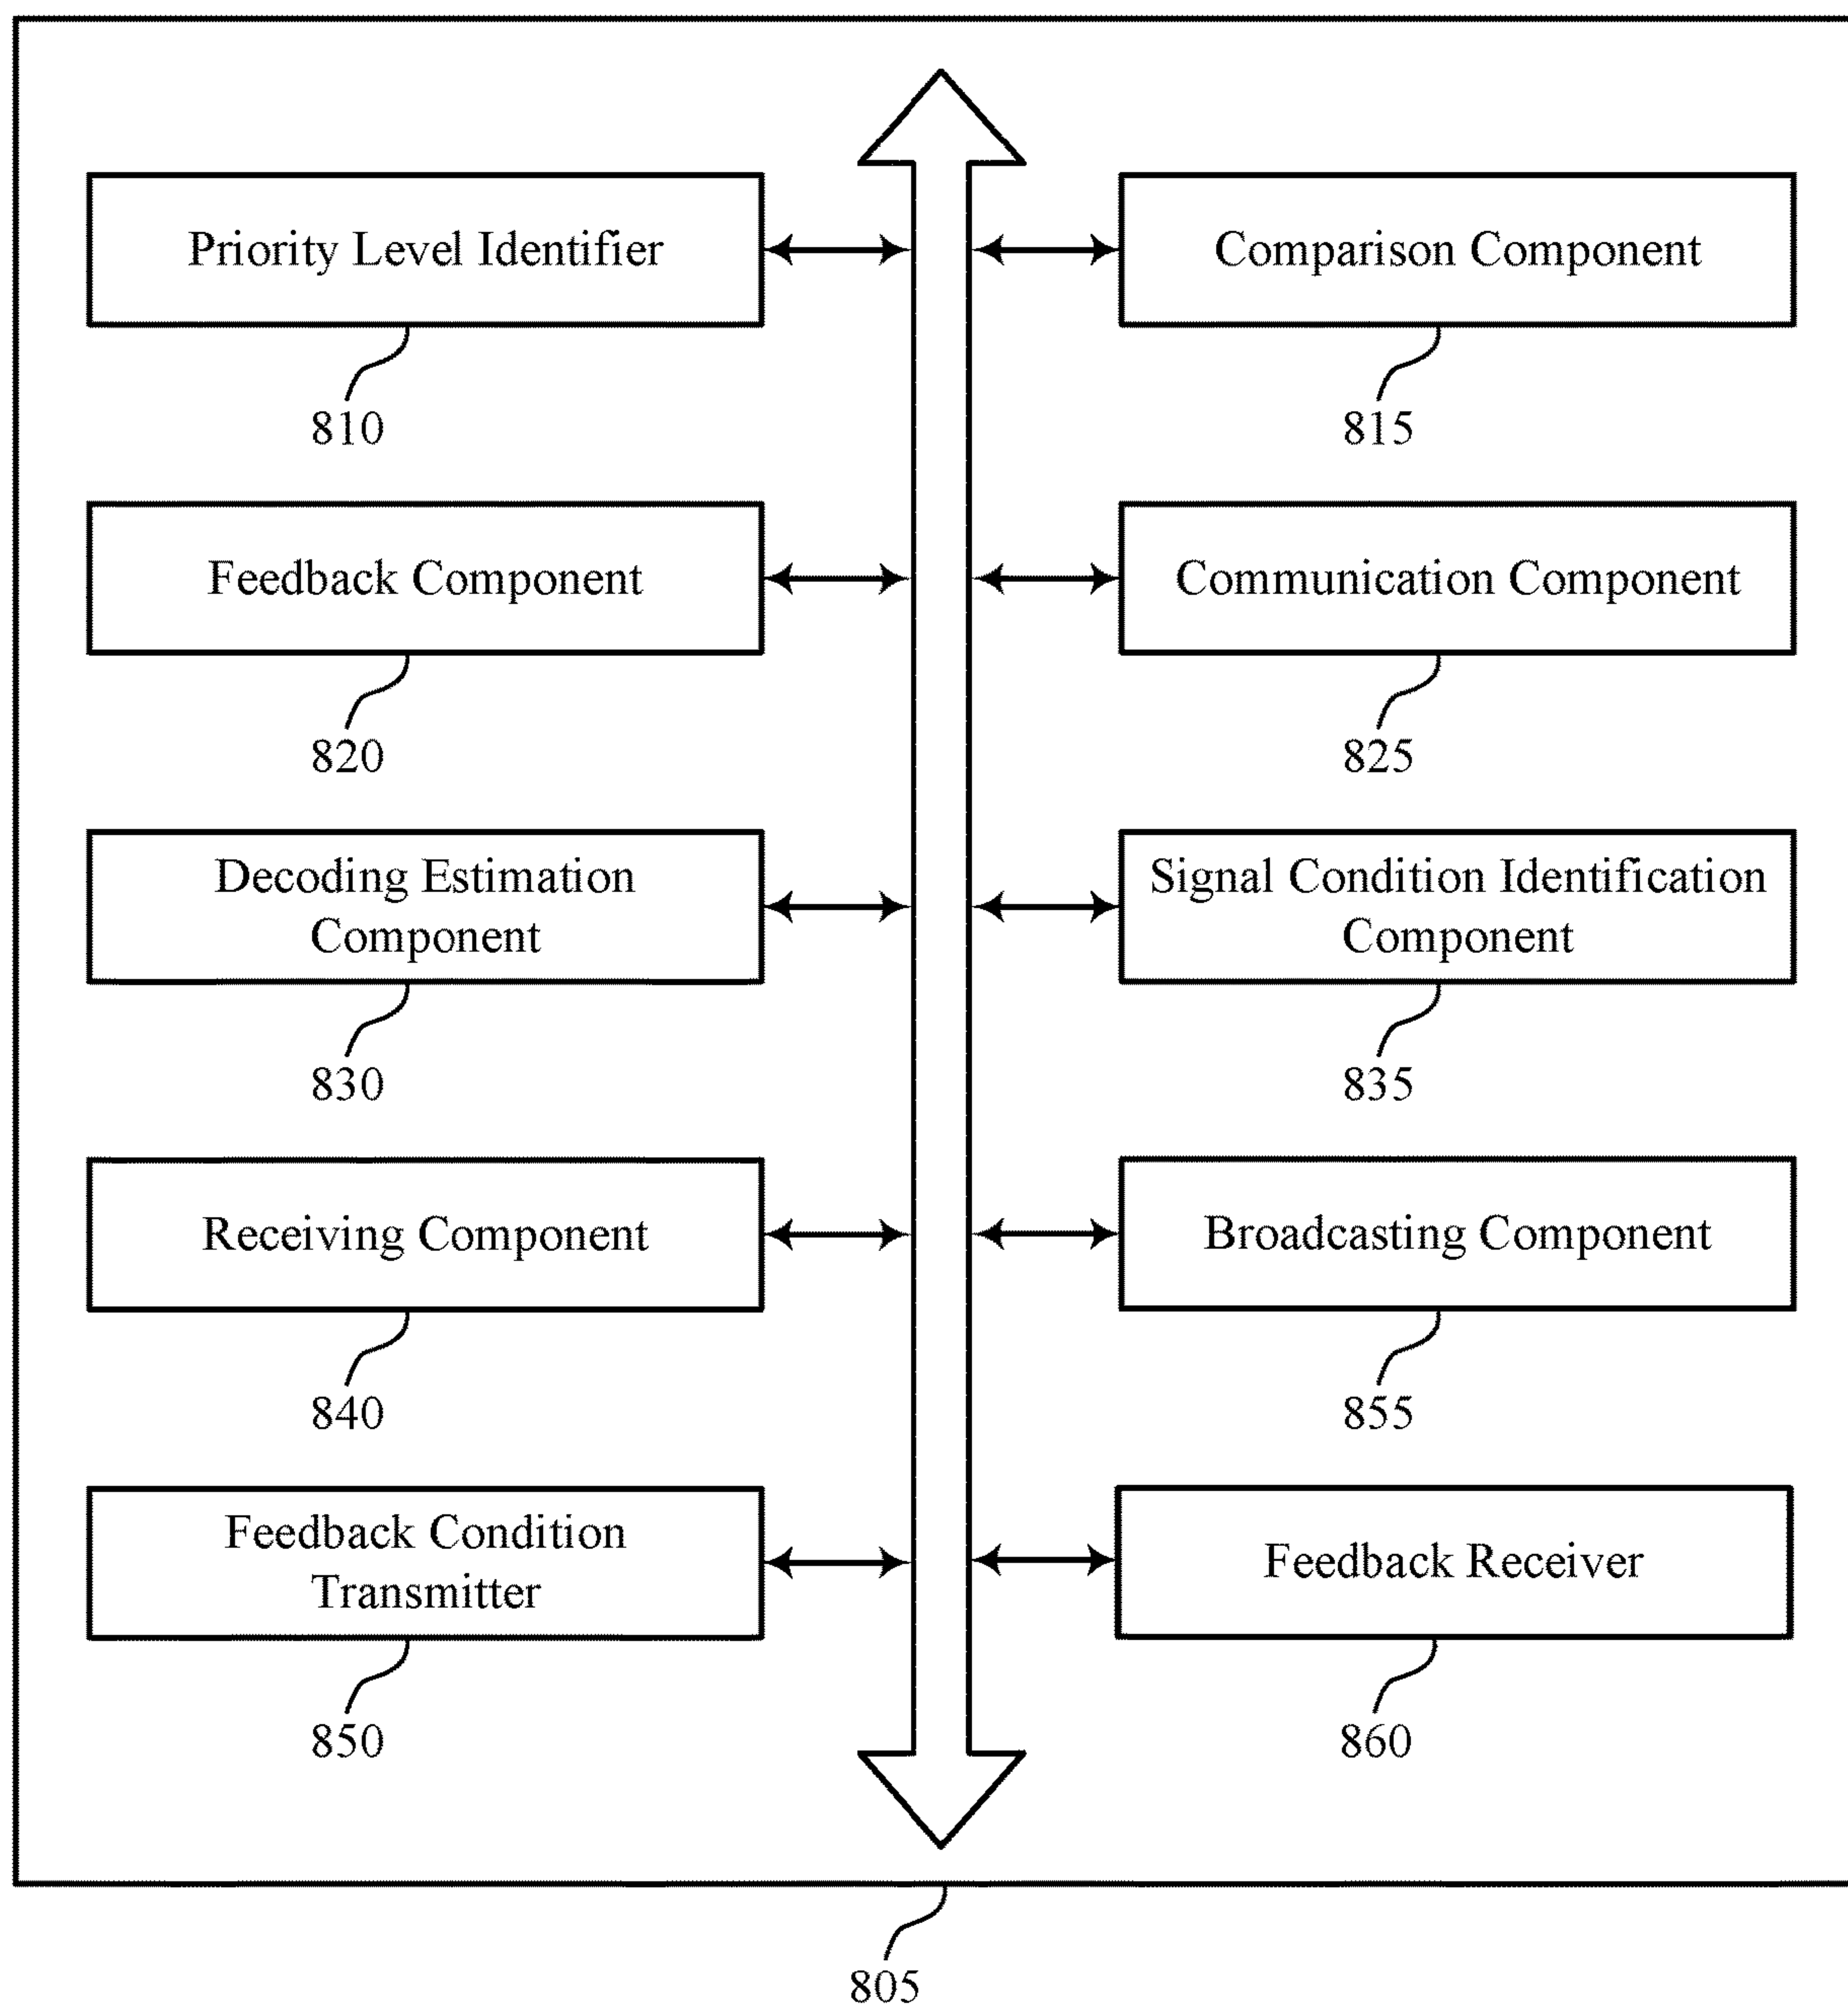 Priority Level Identifier
810
Comparison Component
815
Feedback Component
820
Communication Component
825
Decoding Estimation
Component
830
Signal Condition Identification
Component
835
Receiving Component
840
Broadcasting Component
855
Feedback Condition
Transmitter
850
Feedback Receiver
860
805